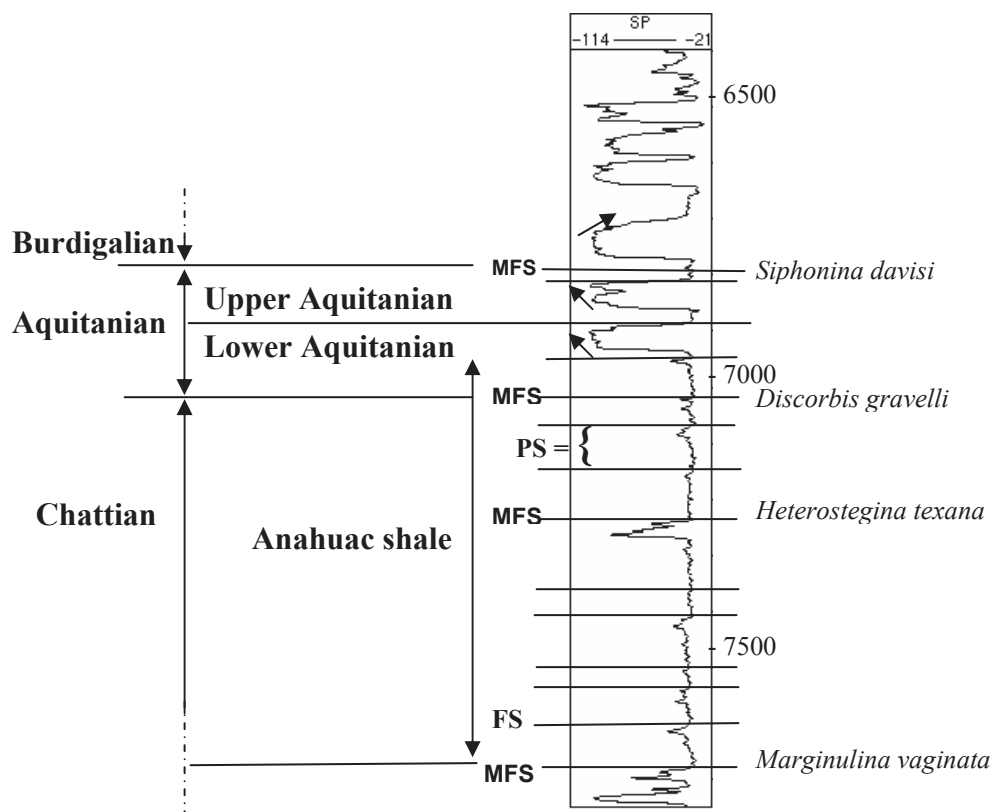 SP
-114 -21
6500
Burdigalian
MFS
Siphonina davisi
Upper Aquitanian
Aquitanian
Lower Aquitanian
7000
MFS
Discorbis gravelli
PS = {
Chattian
MFS
Heterostegina texana
Anahuac shale
7500
FS
MFS
Marginulina vaginata